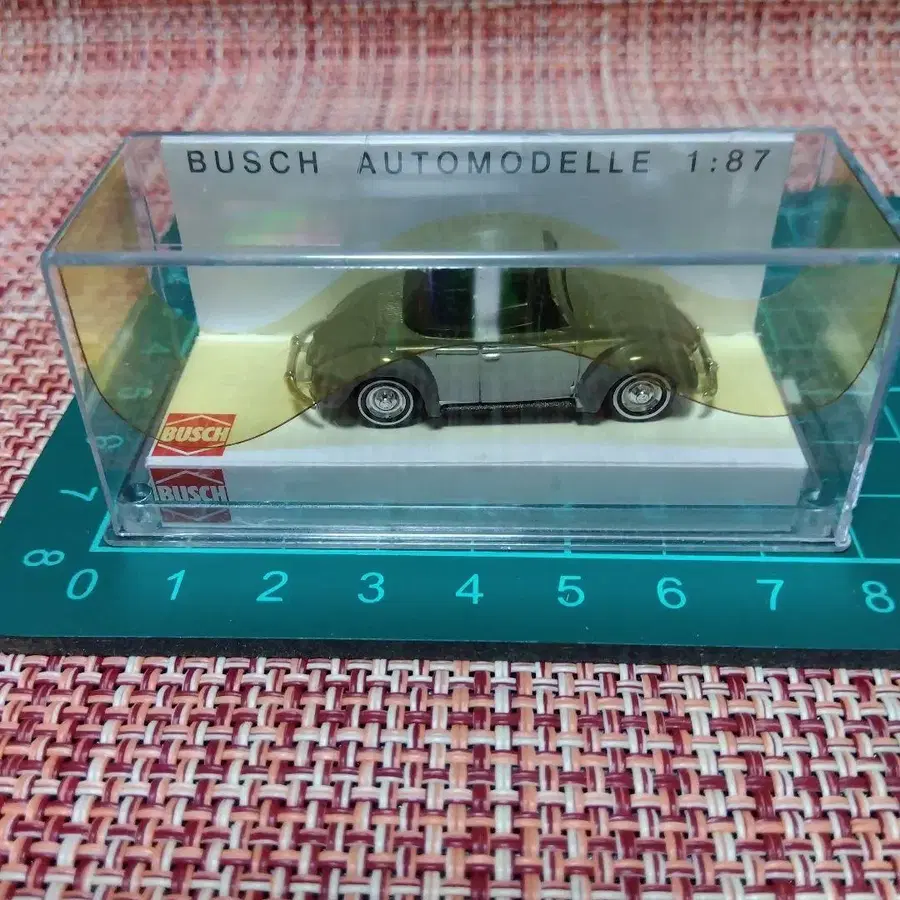 BUSCH AUTOMODELLE 1:87
BUSCH
BUSCH
7
8
0 1 2 3 4 5 6 7 8